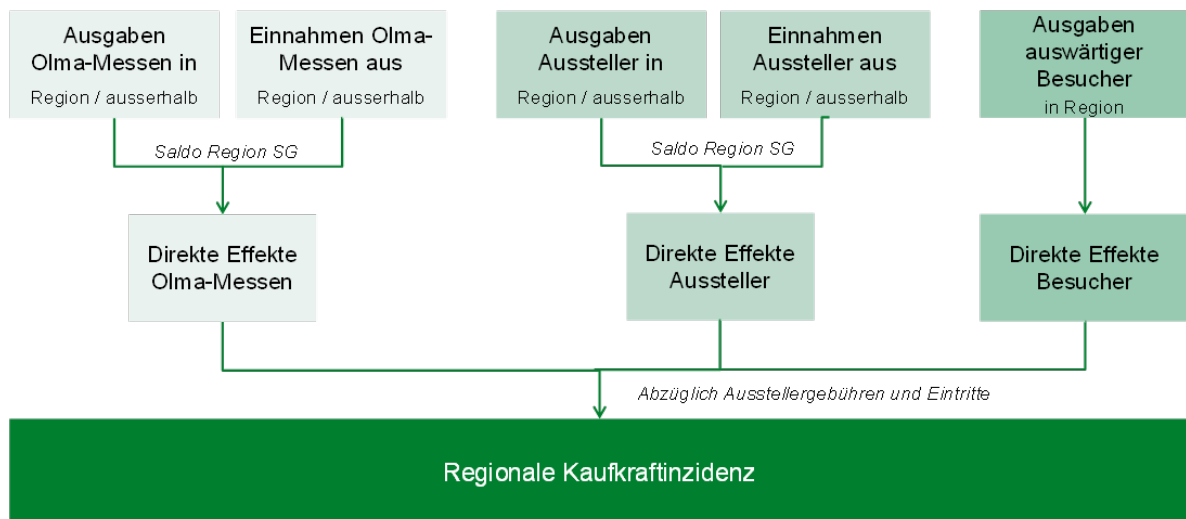 Ausgaben
Olma-Messen in
Region / ausserhalb
Einnahmen Olma-
Messen aus
Region / ausserhalb
Ausgaben
Aussteller in
Region / ausserhalb
Einnahmen
Aussteller aus
Region / ausserhalb
Ausgaben
auswärtiger
Besucher
in Region
Saldo Region SG
Saldo Region SG
Direkte Effekte
Olma-Messen
Direkte Effekte
Aussteller
Direkte Effekte
Besucher
Abzüglich Ausstellergebühren und Eintritte
Regionale Kaufkraftinzidenz